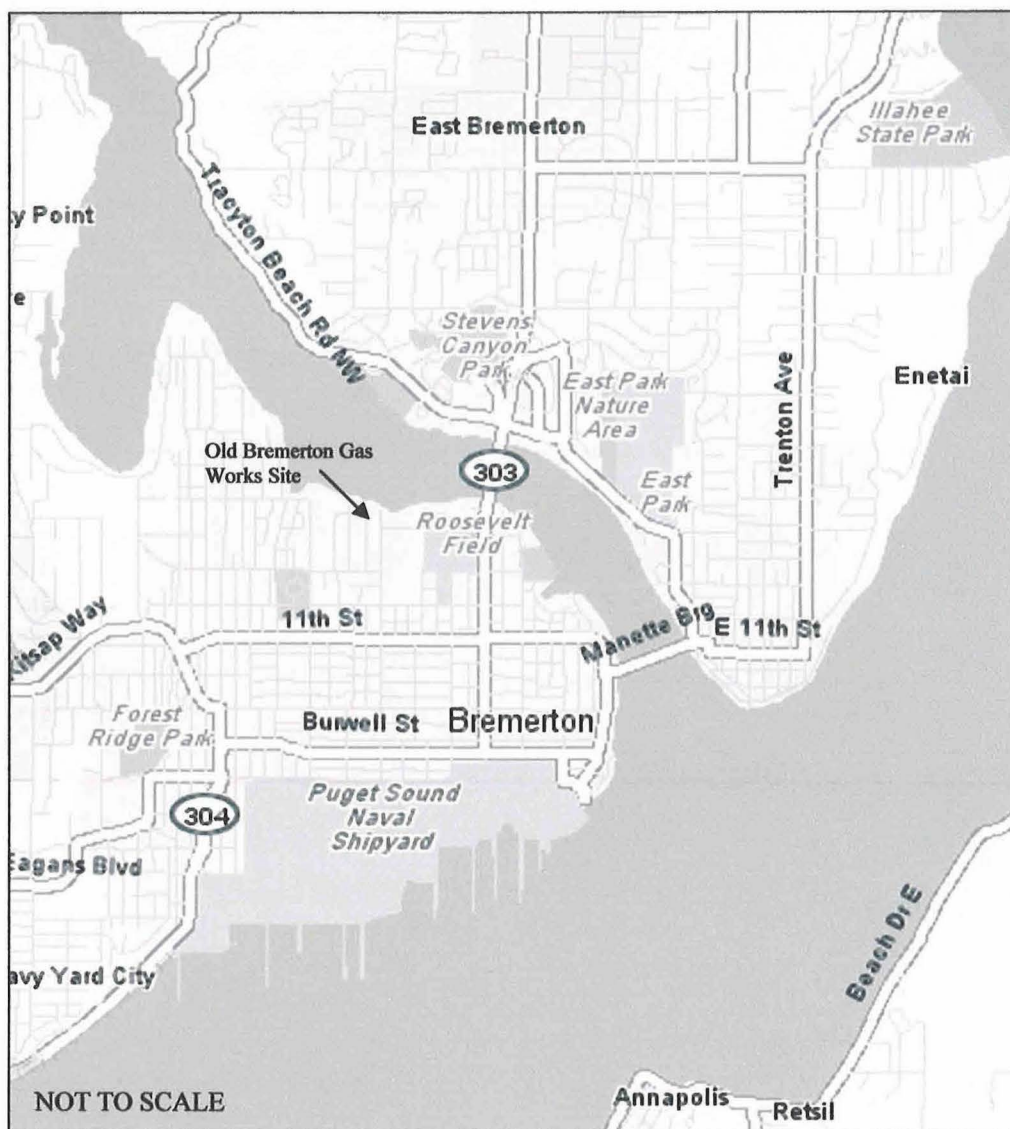 Illahee
State Park
East Bremerton
Tracyton Beach Rd NW
y Point
e
Stevens
Canyon
Park
East Park
Nature
Area
Trenton Ave
Enetai
Old Bremerton Gas
Works Site
303
East
Park
Roosevelt
Field
Kitsap Way
11th St
Manette Brg
E 11th St
Forest
Ridge Park
Burwell St
Bremerton
304
Puget Sound
Naval
Shipyard
Eagans Blvd
avy Yard City
Beach Dr E
NOT TO SCALE
Annapolis
Retsil